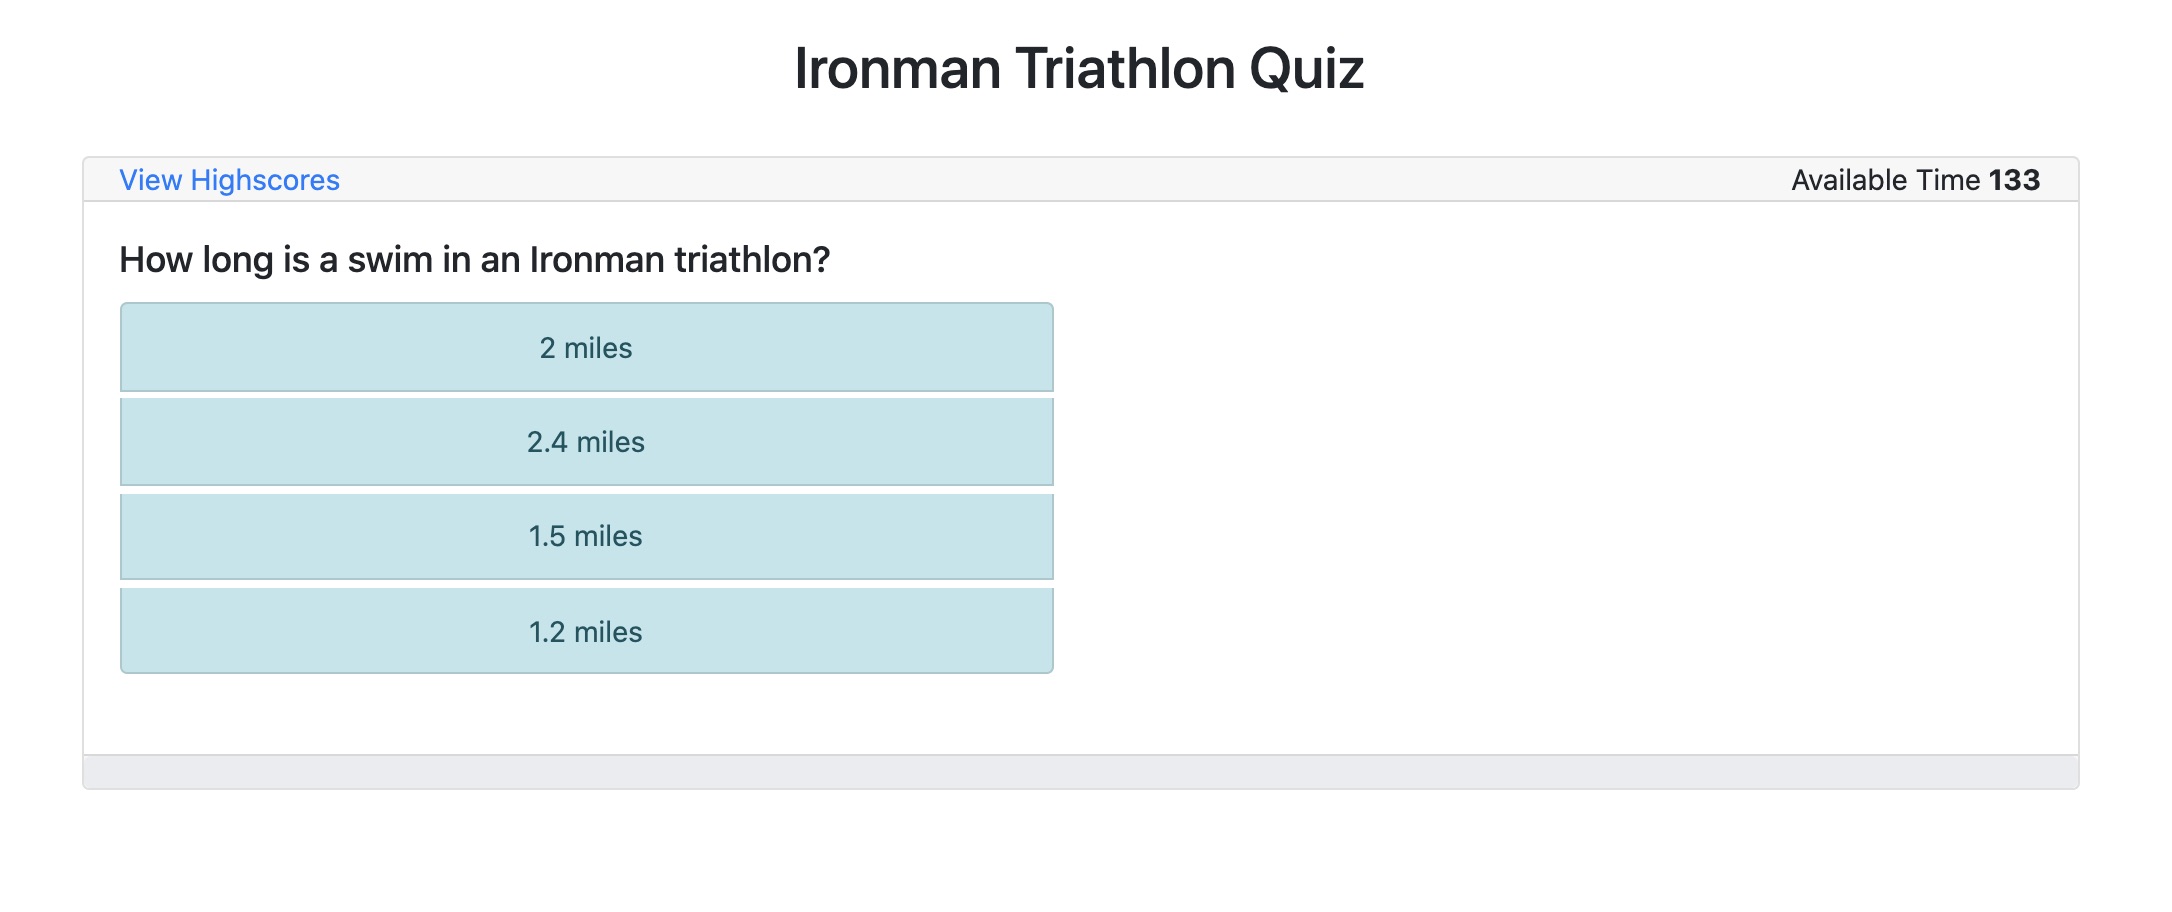 Ironman Triathlon Quiz
View Highscores Available Time 133
How long is a swim in an Ironman triathlon?
2 miles
2.4 miles
1.5 miles
1.2 miles